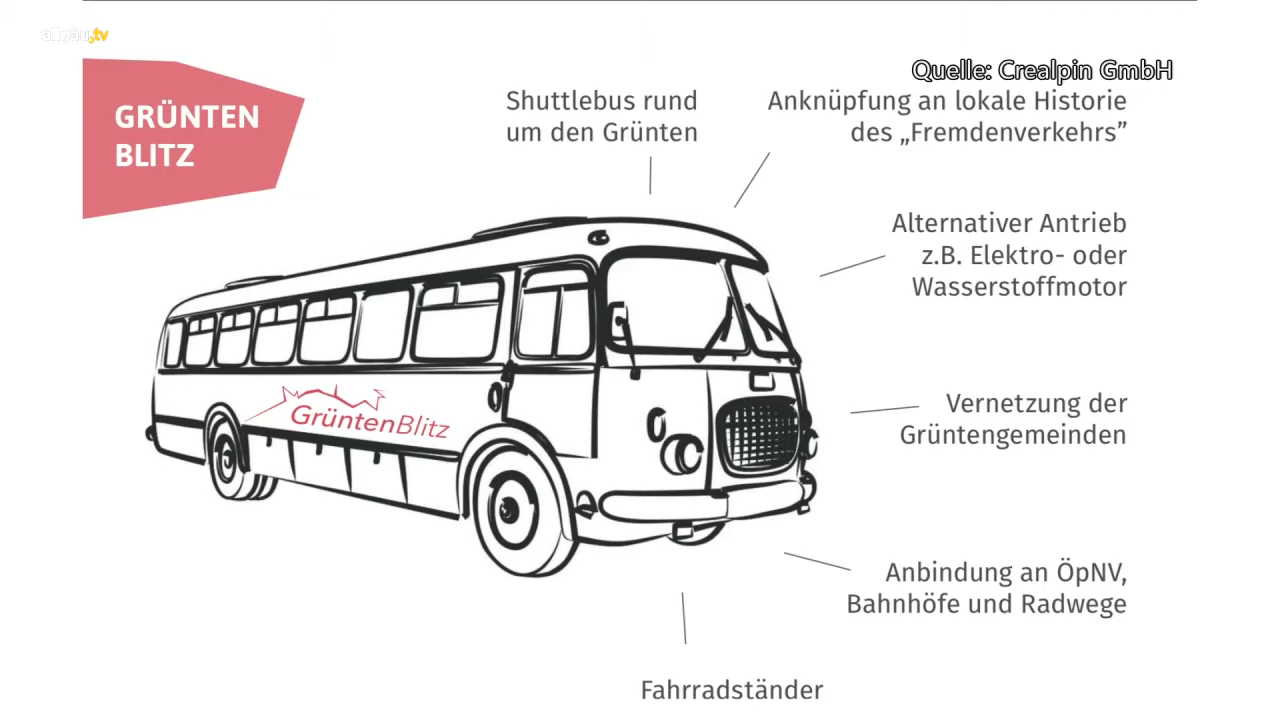 allgäu.tv
Quelle: Crealpin GmbH
GRÜNTEN
BLITZ
Shuttlebus rund
um den Grünten
Anknüpfung an lokale Historie
des „Fremdenverkehrs”
Alternativer Antrieb
z.B. Elektro- oder
Wasserstoffmotor
GrüntenBlitz
Vernetzung der
Grüntengemeinden
Anbindung an ÖpNV,
Bahnhöfe und Radwege
Fahrradständer